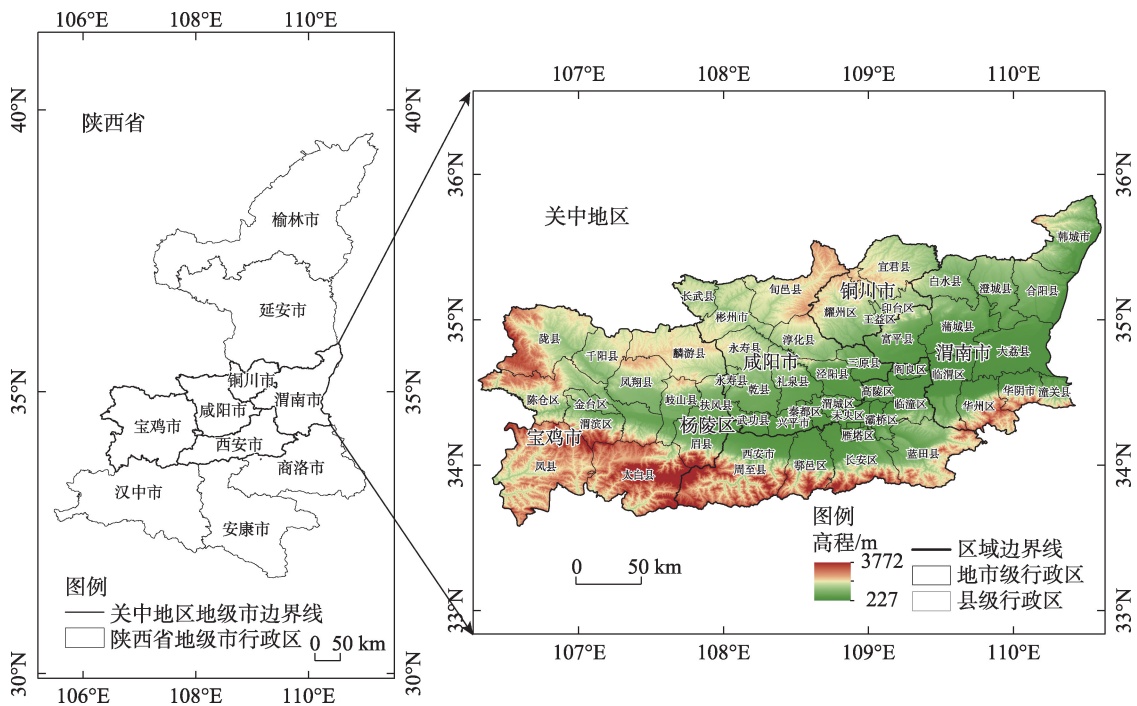 106°E 108°E 110°E
40°N
35°N
30°N
陕西省
榆林市
延安市
铜川市
渭南市
咸阳市
宝鸡市
西安市
商洛市
汉中市
安康市
图例
关中地区地级市边界线
陕西省地级市行政区
0 50 km
106°E 108°E 110°E
40°N
35°N
30°N
107°E 108°E 109°E 110°E
36°N
35°N
34°N
33°N
关中地区
韩城市
宜君县
白水县
澄城县
合阳县
长武县
旬邑县
铜川市
印台区
耀州区
王益区
彬州市
蒲城县
陇县
淳化县
富平县
千阳县
麟游县
永寿县
咸阳市
三原县
阎良区
渭南市
大荔县
临渭区
泾阳县
凤翔县
永寿县
乾县
礼泉县
高陵区
华阴市
潼关县
陈仓区
金台区
岐山县
扶风县
渭城区
临潼区
华州区
秦都区
未央区
灞桥区
渭滨区
杨陵区
武功县
兴平市
宝鸡市
眉县
雁塔区
西安市
蓝田县
凤县
太白县
周至县
鄠邑区
长安区
图例
高程/m
3772
227
区域边界线
地市级行政区
县级行政区
0 50 km
107°E 108°E 109°E 110°E
36°N
35°N
34°N
33°N